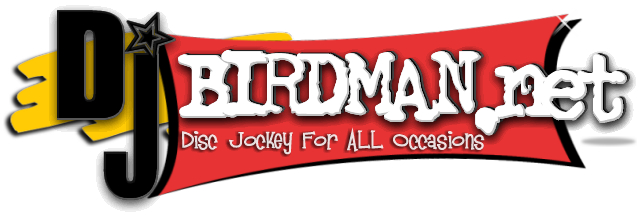 Dj BIRDMAN.net
Disc Jockey For ALL Occasions